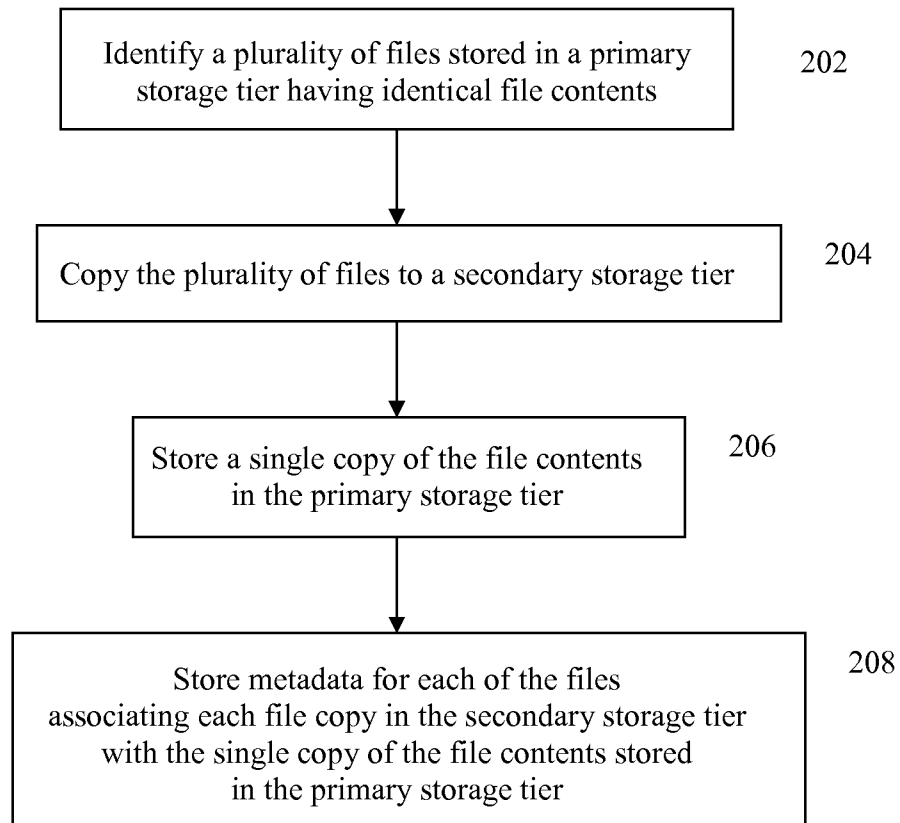 Identify a plurality of files stored in a primary
storage tier having identical file contents
202
Copy the plurality of files to a secondary storage tier
204
Store a single copy of the file contents
in the primary storage tier
206
Store metadata for each of the files
associating each file copy in the secondary storage tier
with the single copy of the file contents stored
in the primary storage tier
208